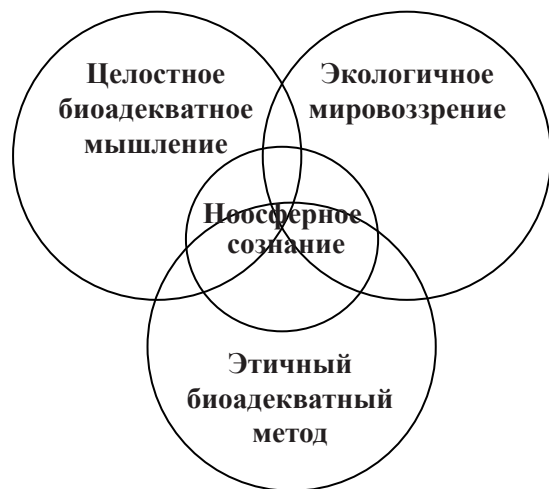 Целостное
биоадекватное
мышление
Экологичное
мировоззрение
Ноосферное
сознание
Этичный
биоадекватный
метод